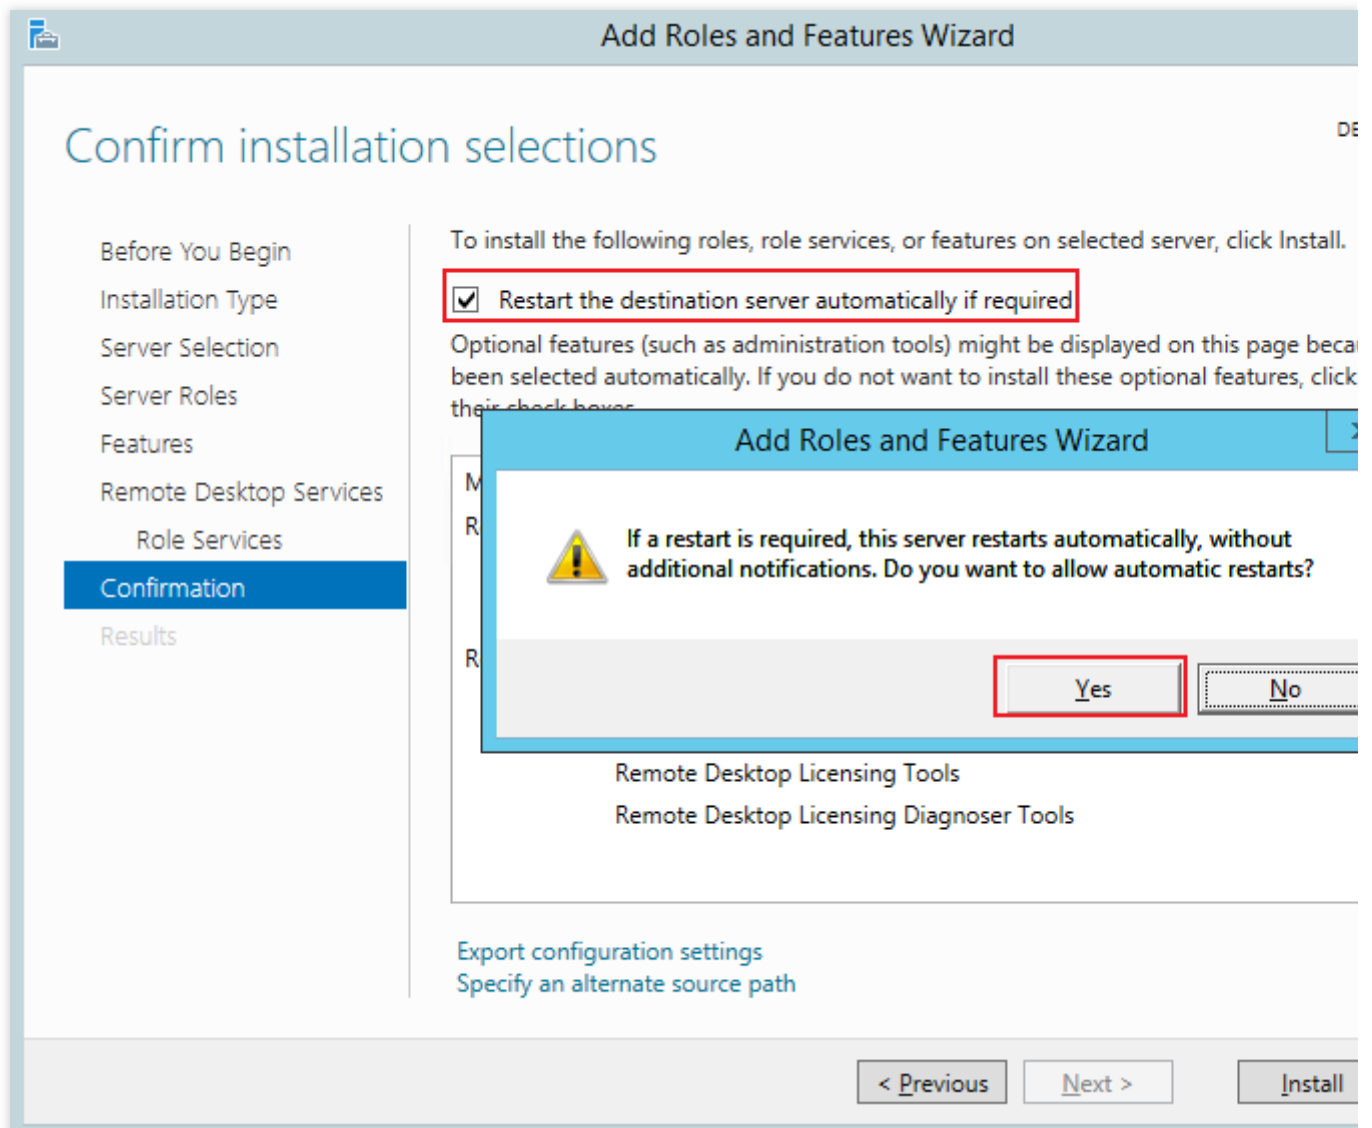 Add Roles and Features Wizard
Confirm installation selections
DE
Before You Begin
Installation Type
Server Selection
Server Roles
Features
Remote Desktop Services
Role Services
Confirmation
Results
To install the following roles, role services, or features on selected server, click Install.
Restart the destination server automatically if required
Optional features (such as administration tools) might be displayed on this page beca
been selected automatically. If you do not want to install these optional features, click
their check boxes.
M
R
R
Add Roles and Features Wizard
If a restart is required, this server restarts automatically, without
additional notifications. Do you want to allow automatic restarts?
Yes
No
Remote Desktop Licensing Tools
Remote Desktop Licensing Diagnoser Tools
Export configuration settings
Specify an alternate source path
< Previous
Next >
Install